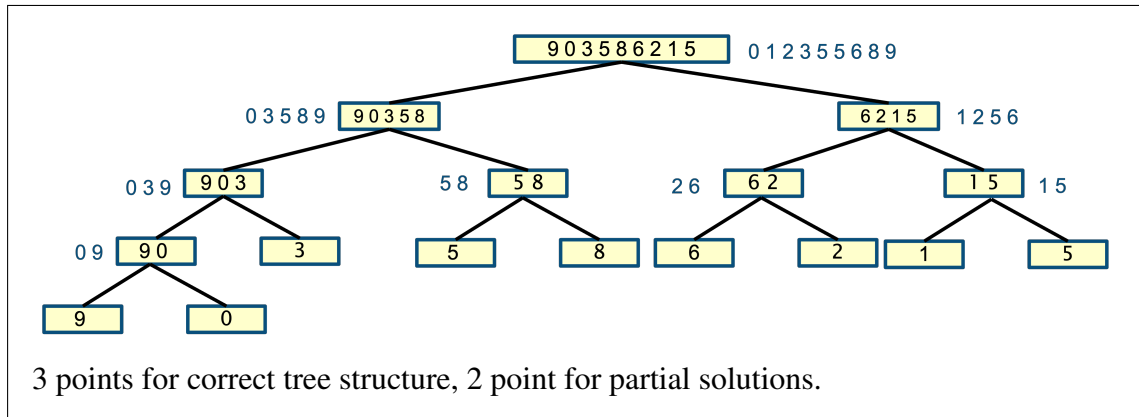 9 0 3 5 8 6 2 1 5 0 1 2 3 5 5 6 8 9
0 3 5 8 9 9 0 3 5 8 6 2 1 5 1 2 5 6
0 3 9 9 0 3 5 8 5 8 2 6 6 2 1 5 1 5
0 9 9 0 3 5 8 6 2 1 5
9 0
3 points for correct tree structure, 2 point for partial solutions.